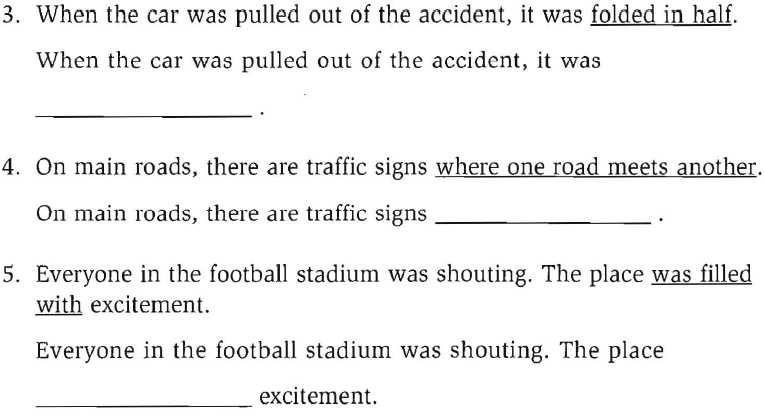 3. When the car was pulled out of the accident, it was folded in half.
When the car was pulled out of the accident, it was
_______________ .
4. On main roads, there are traffic signs where one road meets another.
On main roads, there are traffic signs _______________ .
5. Everyone in the football stadium was shouting. The place was filled
with excitement.
Everyone in the football stadium was shouting. The place
_______________ excitement.